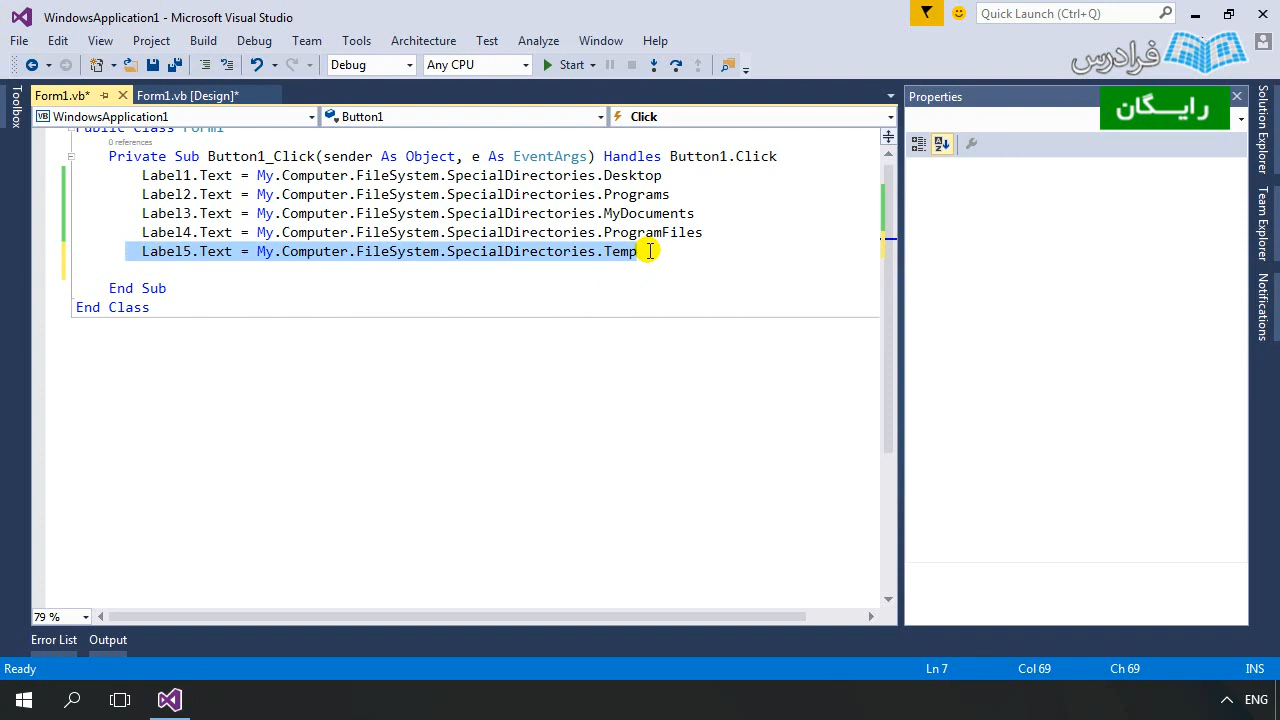 WindowsApplication1 - Microsoft Visual Studio
Quick Launch (Ctrl+Q)
File Edit View Project Build Debug Team Tools Architecture Test Analyze Window Help
Debug Any CPU Start
فرادرس
Form1.vb* Form1.vb [Design]*
Properties
رایگان
WindowsApplication1 Button1 Click
Toolbox
Solution Explorer
Team Explorer
Notifications
Public Class Form1
0 references
Private Sub Button1_Click(sender As Object, e As EventArgs) Handles Button1.Click
Label1.Text = My.Computer.FileSystem.SpecialDirectories.Desktop
Label2.Text = My.Computer.FileSystem.SpecialDirectories.Programs
Label3.Text = My.Computer.FileSystem.SpecialDirectories.MyDocuments
Label4.Text = My.Computer.FileSystem.SpecialDirectories.ProgramFiles
Label5.Text = My.Computer.FileSystem.SpecialDirectories.Temp
End Sub
End Class
79 %
Error List Output
Ready Ln 7 Col 69 Ch 69 INS
ENG